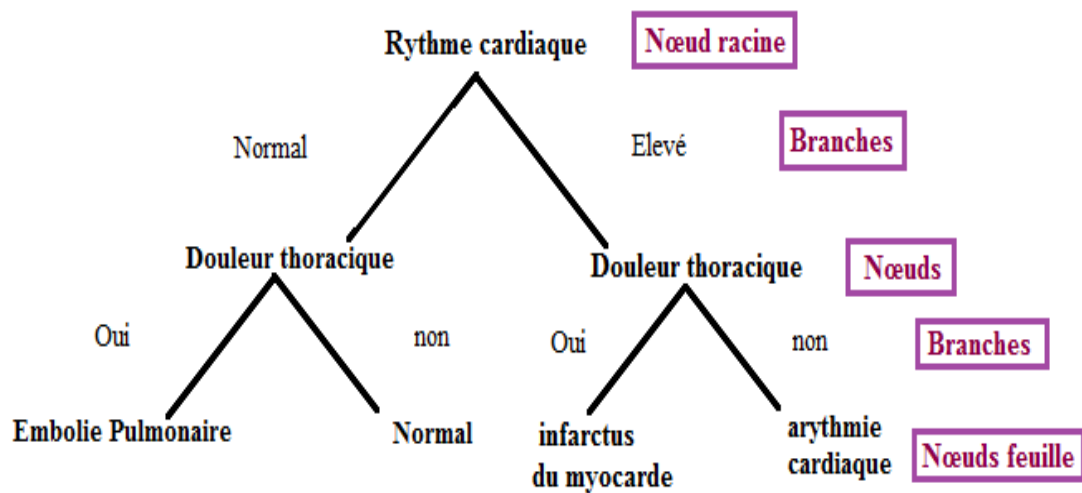 Rythme cardiaque Nœud racine
Normal Elevé Branches
Douleur thoracique Douleur thoracique Nœuds
Oui non Oui non Branches
Embolie Pulmonaire Normal infarctus du myocarde arythmie cardiaque Nœuds feuille